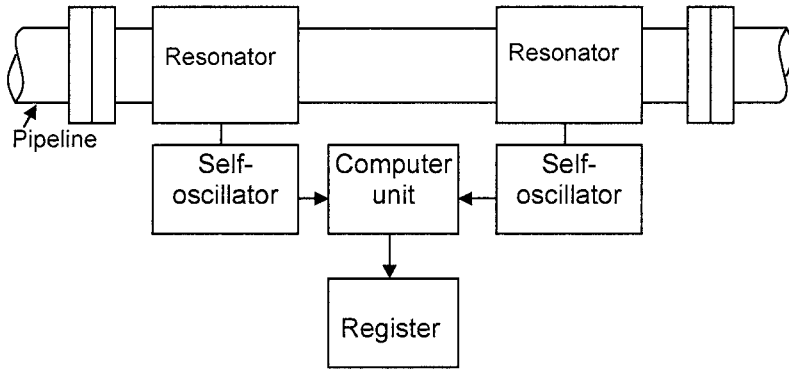 Resonator
Resonator
Pipeline
Self-
oscillator
Computer
unit
Self-
oscillator
Register